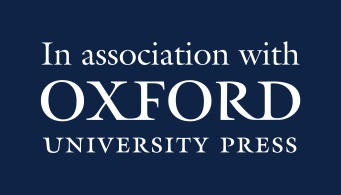 In association with
OXFORD
UNIVERSITY PRESS